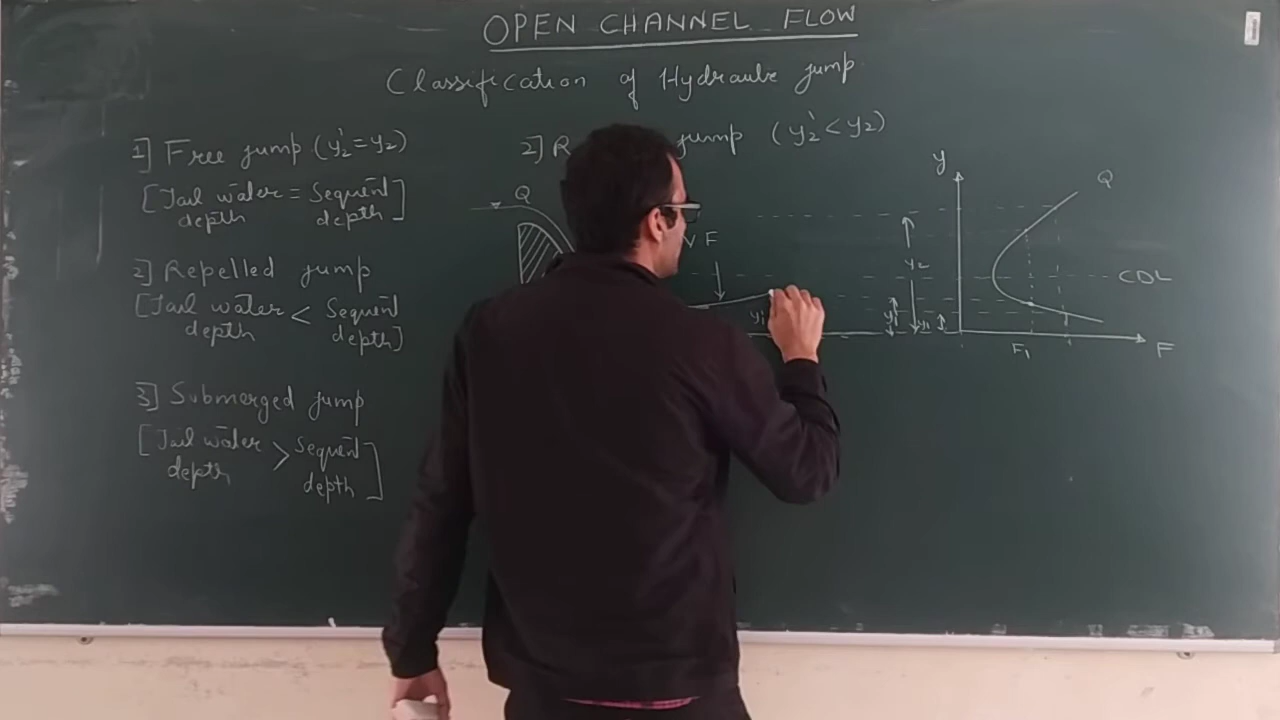 OPEN CHANNEL FLOW
Classification of Hydraulic jump
1] Free jump (y₂' = y₂)
[Tail water = Sequent
depth depth]
2] Repelled jump
[Tail water < Sequent
depth depth]
3] Submerged jump
[Tail water > Sequent
depth depth]
2] R jump (y₂' < y₂)
Q
V F
y₂
y₁
y
Q
CDL
F₁
F